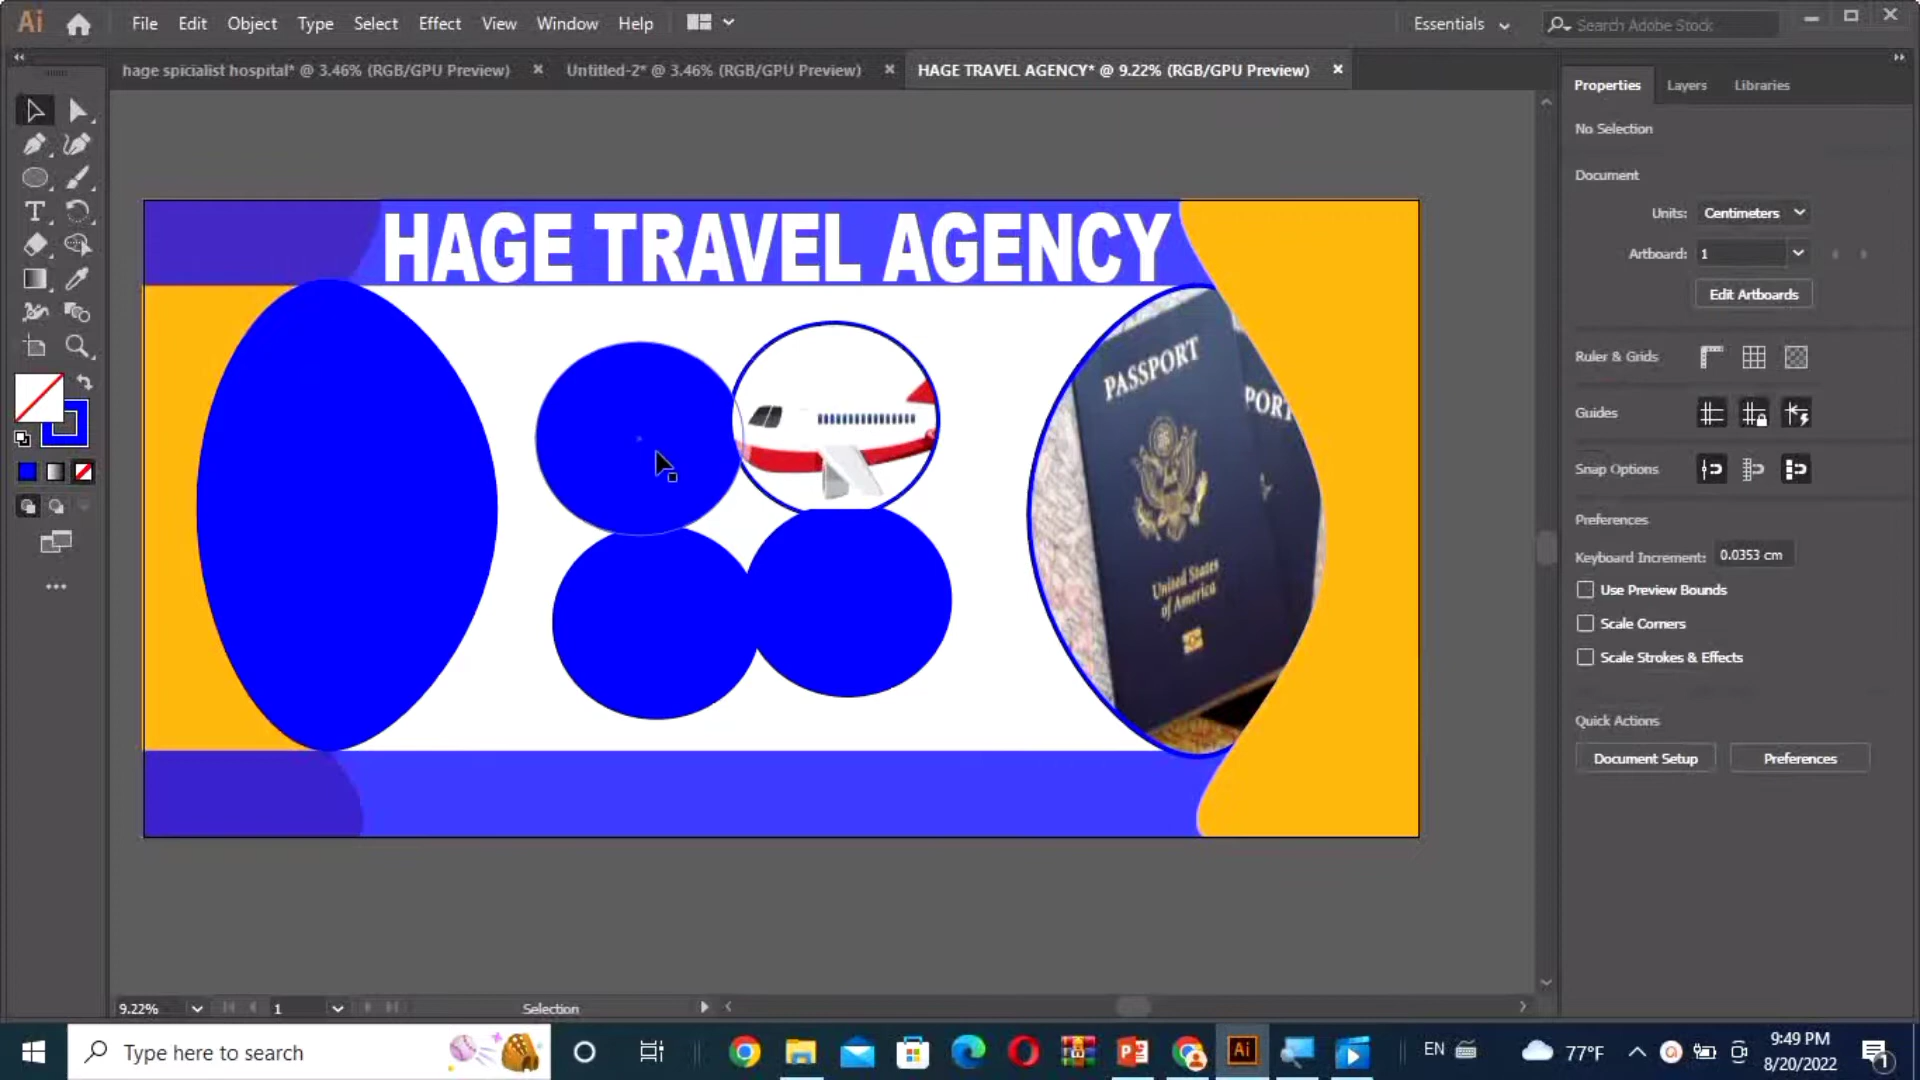 Ai File Edit Object Type Select Effect View Window Help Essentials Search Adobe Stock
hage spicialist hospital* @ 3.46% (RGB/GPU Preview) Untitled-2* @ 3.46% (RGB/GPU Preview) HAGE TRAVEL AGENCY* @ 9.22% (RGB/GPU Preview)
Properties Layers Libraries
No Selection
Document
Units: Centimeters
Artboard: 1
Edit Artboards
Ruler & Grids
Guides
Snap Options
Preferences
Keyboard Increment: 0.0353 cm
Use Preview Bounds
Scale Corners
Scale Strokes & Effects
Quick Actions
Document Setup Preferences
HAGE TRAVEL AGENCY
PASSPORT
PORT
United States
of America
9.22% 1 Selection
Type here to search
EN
77°F
9:49 PM
8/20/2022
1